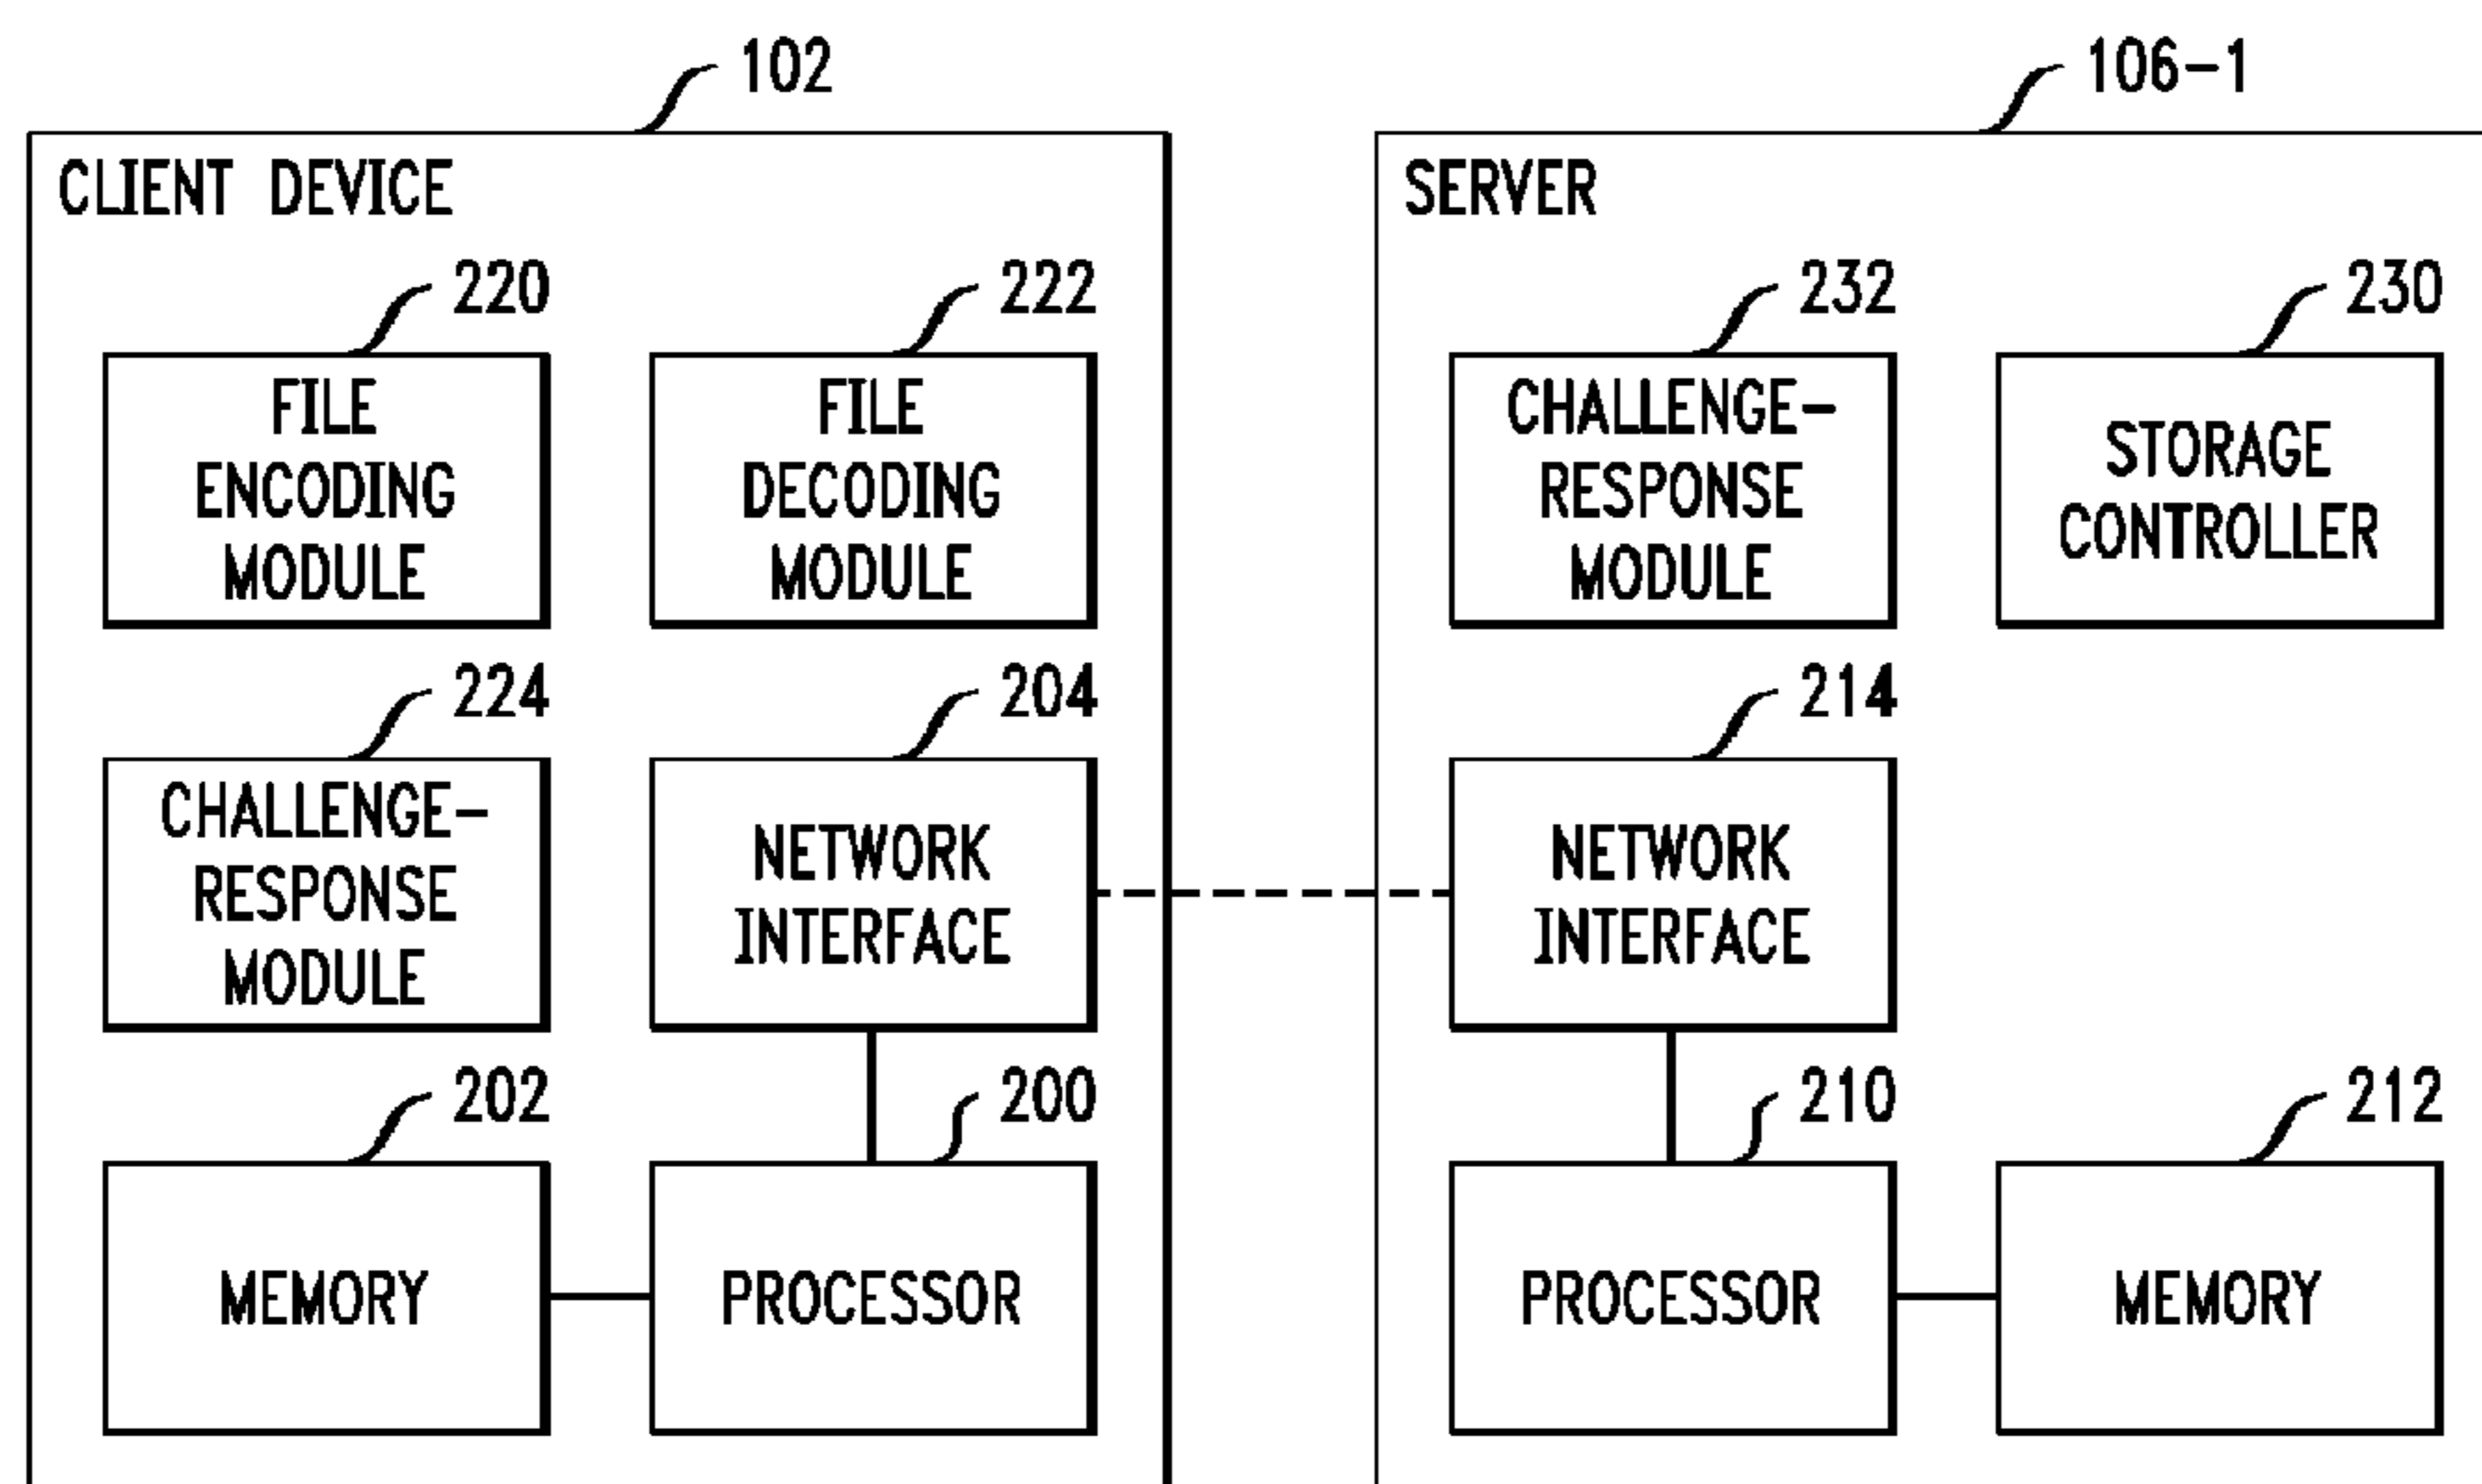 102
106-1
CLIENT DEVICE
220
222
FILE
ENCODING
MODULE
FILE
DECODING
MODULE
224
204
CHALLENGE-
RESPONSE
MODULE
NETWORK
INTERFACE
202
200
MEMORY
PROCESSOR
SERVER
232
230
CHALLENGE-
RESPONSE
MODULE
STORAGE
CONTROLLER
214
NETWORK
INTERFACE
210
212
PROCESSOR
MEMORY